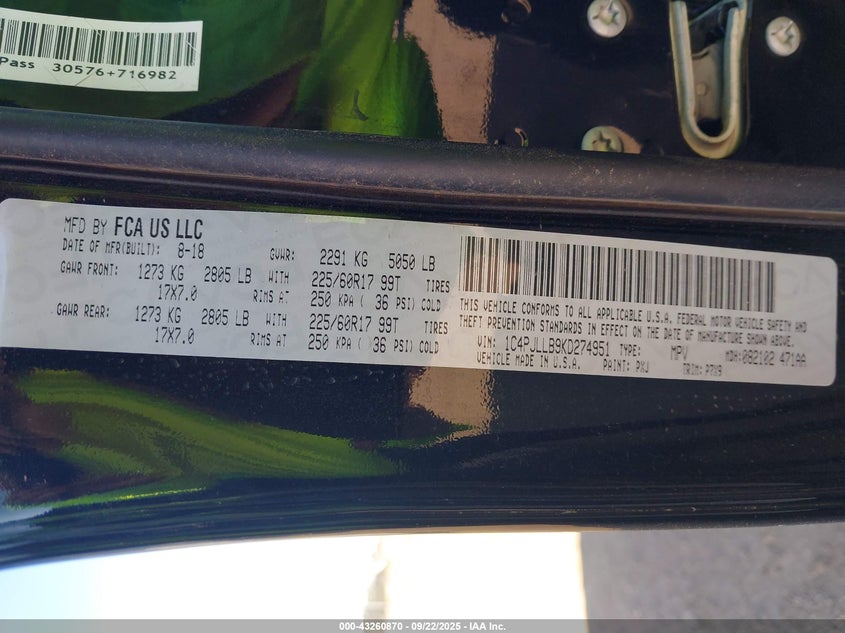 Pass 30576+716982
MFD BY FCA US LLC
DATE OF MFR(BUILT): 8-18 GVWR: 2291 KG 5050 LB
GAWR FRONT: 1273 KG 2805 LB WITH 225/60R17 99T TIRES
17X7.0 RIMS AT 250 KPA ( 36 PSI) COLD
GAWR REAR: 1273 KG 2805 LB WITH 225/60R17 99T TIRES
17X7.0 RIMS AT 250 KPA ( 36 PSI) COLD
THIS VEHICLE CONFORMS TO ALL APPLICABLE U.S.A. FEDERAL MOTOR VEHICLE SAFETY AND
THEFT PREVENTION STANDARDS IN EFFECT ON THE DATE OF MANUFACTURE SHOWN ABOVE.
VIN: 1C4PJLLB9KD274951 TYPE: MPV MDH: 082102 471AA
VEHICLE MADE IN U.S.A. PAINT: PXJ TRIM: P7X9
000-43260870 - 09/22/2025 - IAA Inc.